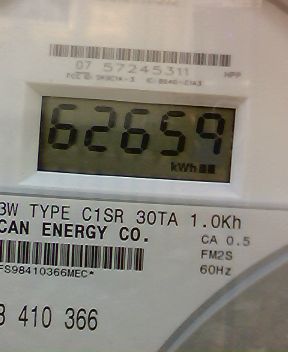 07 57245311 HPP
62659
kWh
3W TYPE C1SR 30TA 1.0Kh
CAN ENERGY CO.
CA 0.5
FM2S
60Hz
FS98410366MEC*
410 366